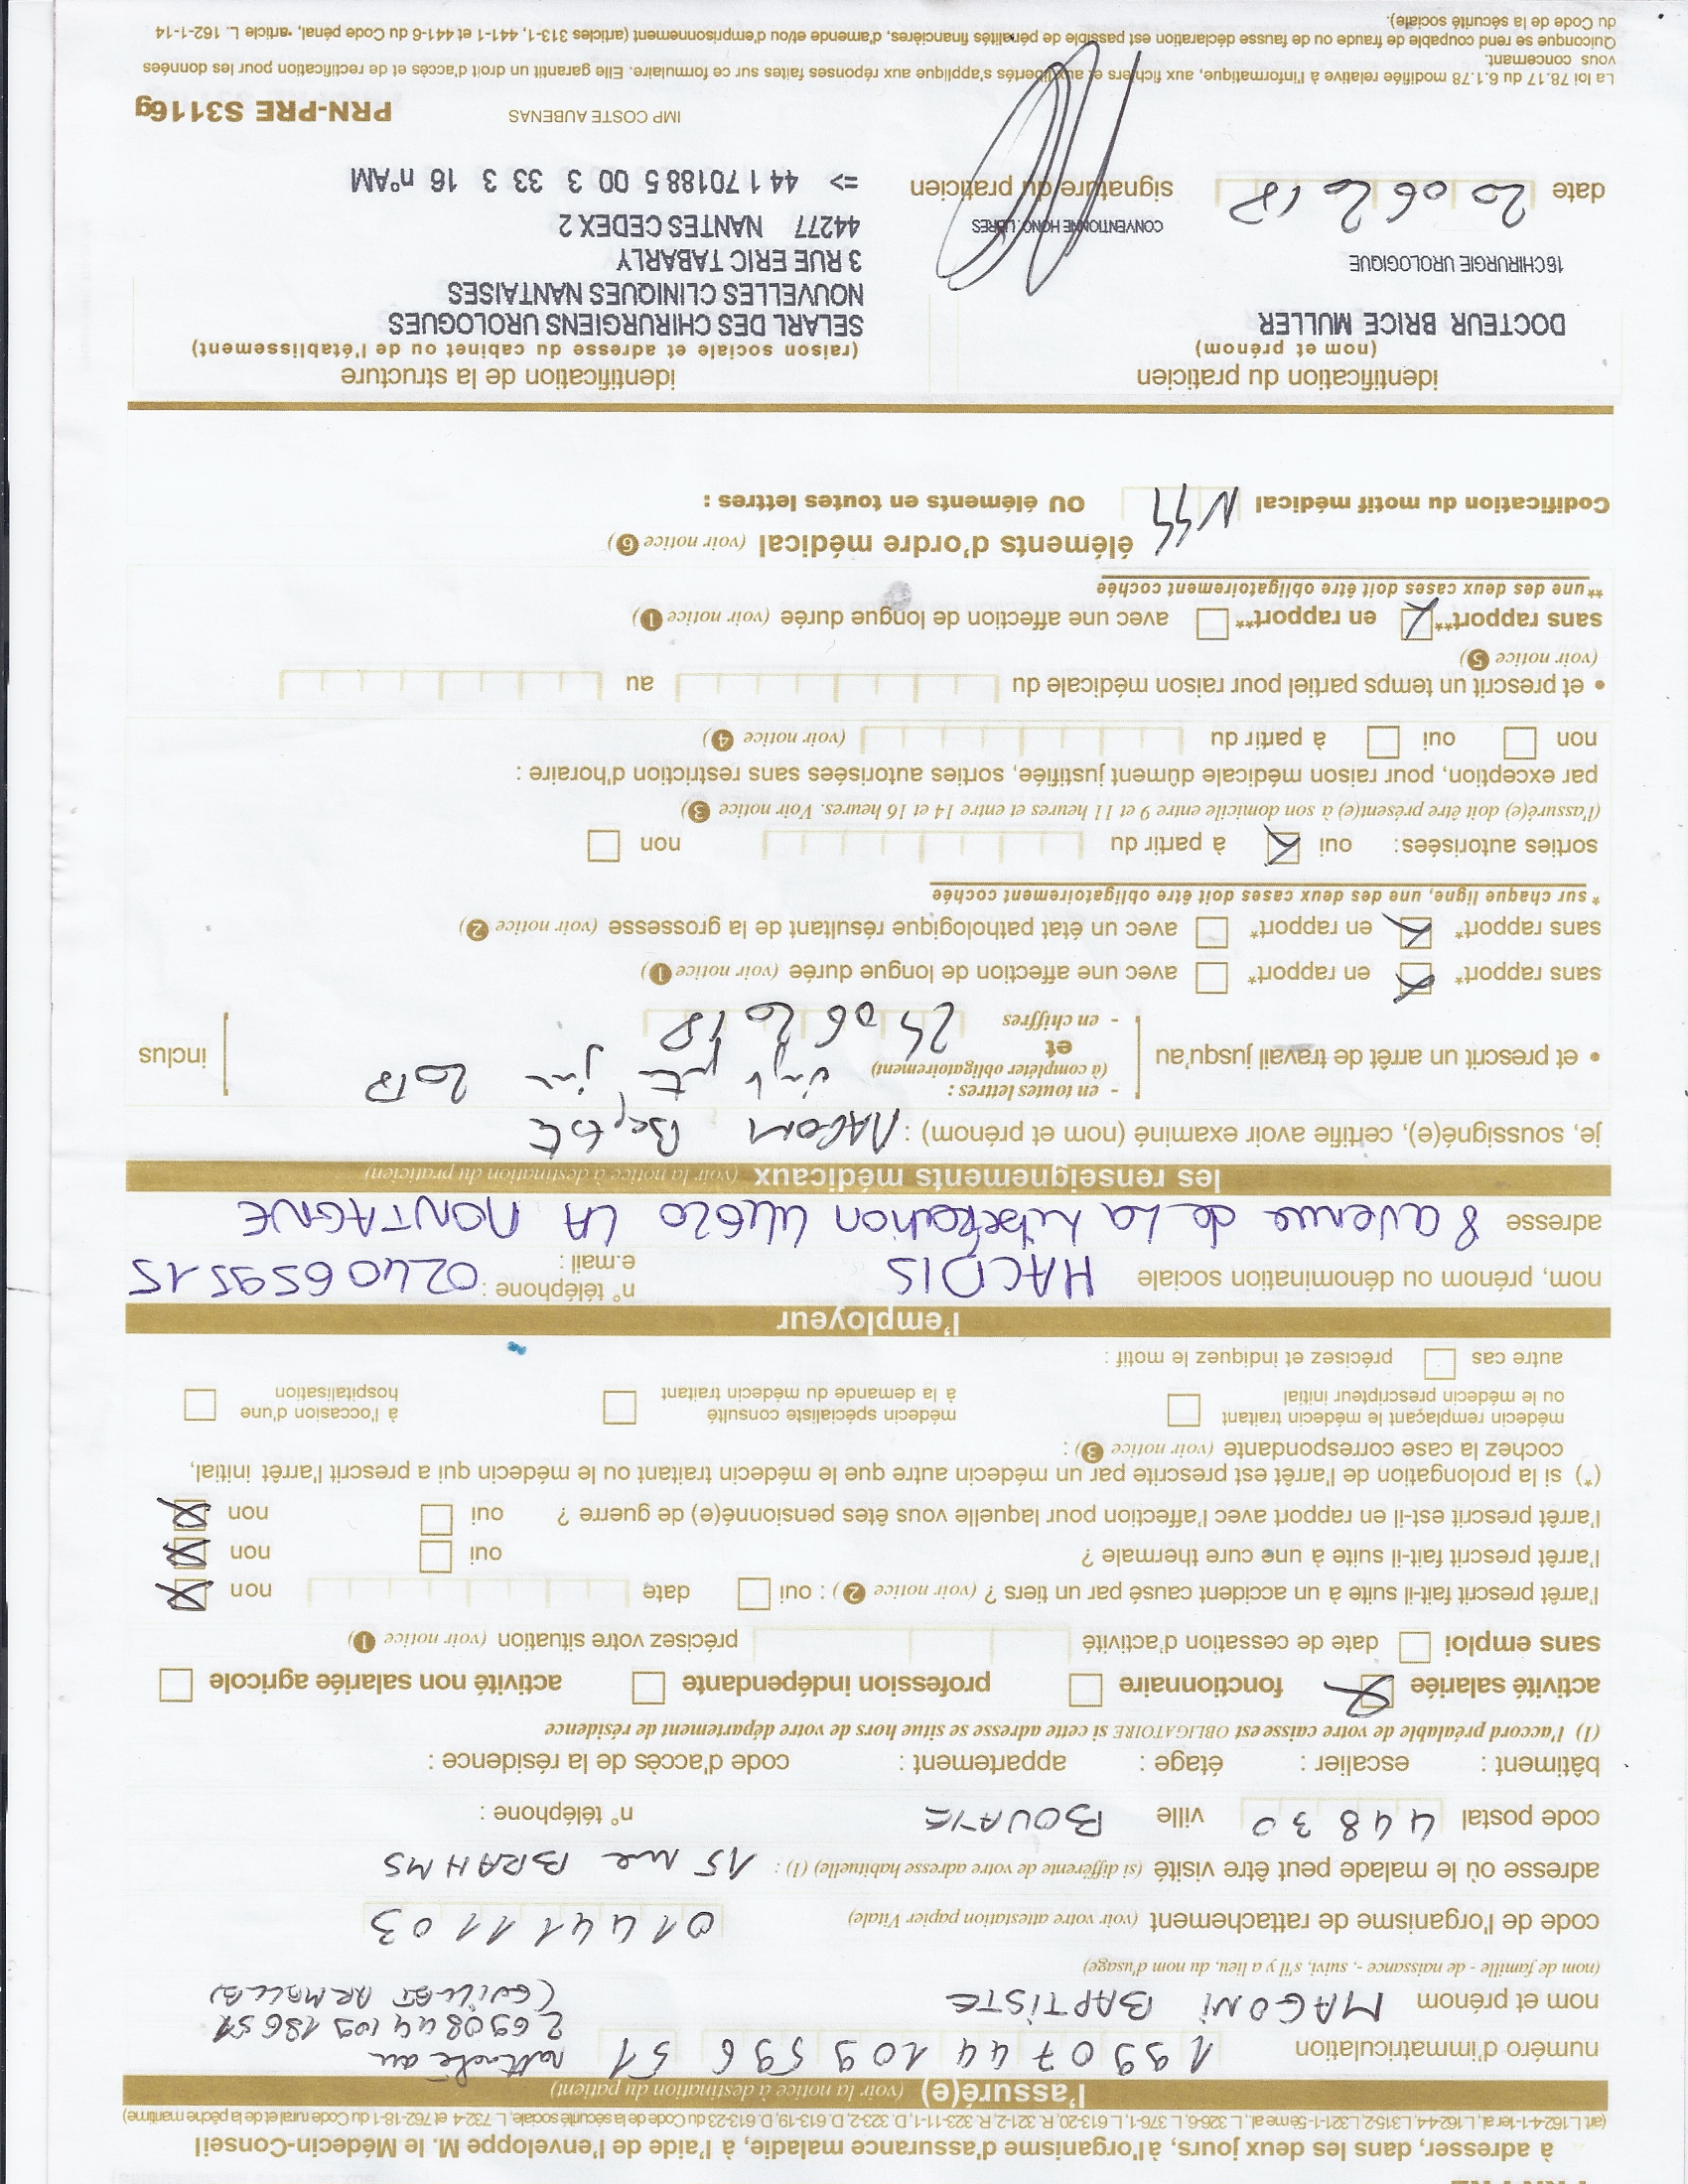 à adresser, dans les deux jours, à l'organisme d'assurance maladie, à l'aide de l'enveloppe M. le Médecin-Conseil
(art. L.162-4-1-1er al., L.162-4-4, L.315-2, L.321-1-5ème al., L. 326-6, L. 376-1, L. 613-20, R. 321-2, R. 323-11-1, D. 323-2, D. 613-19, D. 613-23 du Code de la sécurité sociale, L. 732-4 et 762-18-1 du Code rural et de la pêche maritime)
l'assuré(e) (voir la notice à destination du patient)
numéro d'immatriculation 1 99 07 44 109 596 51 rattaché au
2 69 08 44 109 186 51
nom et prénom MAGONI BAPTISTE (GUILLET ARMELLE)
(nom de famille - de naissance -, suivi, s'il y a lieu, du nom d'usage)
code de l'organisme de rattachement (voir votre attestation papier Vitale) 01 441 11 03
adresse où le malade peut être visité (si différente de votre adresse habituelle) (1) : 15 rue BRAHMS
code postal 44830 ville BOUAYE n° téléphone :
bâtiment : escalier : étage : appartement : code d'accès de la résidence :
(1) l'accord préalable de votre caisse est OBLIGATOIRE si cette adresse se situe hors de votre département de résidence
activité salariée fonctionnaire profession indépendante activité non salariée agricole
sans emploi date de cessation d'activité précisez votre situation (voir notice 1)
l'arrêt prescrit fait-il suite à un accident causé par un tiers ? (voir notice 2) : oui date non
l'arrêt prescrit fait-il suite à une cure thermale ? oui non
l'arrêt prescrit est-il en rapport avec l'affection pour laquelle vous êtes pensionné(e) de guerre ? oui non
(*) si la prolongation de l'arrêt est prescrite par un médecin autre que le médecin traitant ou le médecin qui a prescrit l'arrêt initial,
cochez la case correspondante (voir notice 3) :
médecin remplaçant le médecin traitant médecin spécialiste consulté à l'occasion d'une
ou le médecin prescripteur initial à la demande du médecin traitant hospitalisation
autre cas précisez et indiquez le motif :
l'employeur
nom, prénom ou dénomination sociale MACDIS n° téléphone : 0240659515
e.mail :
adresse 8 avenue de La Libération 44620 LA MONTAGNE
les renseignements médicaux (voir la notice à destination du praticien)
je, soussigné(e), certifie avoir examiné (nom et prénom) : MAGONI Baptiste
- en toutes lettres : vingt juin 2018
(à compléter obligatoirement)
• et prescrit un arrêt de travail jusqu'au et inclus
- en chiffres 06 2018
sans rapport* en rapport* avec une affection de longue durée (voir notice 1)
sans rapport* en rapport* avec un état pathologique résultant de la grossesse (voir notice 2)
* sur chaque ligne, une des deux cases doit être obligatoirement cochée
sorties autorisées: oui à partir du non
(l'assuré(e) doit être présent(e) à son domicile entre 9 et 11 heures et entre 14 et 16 heures. Voir notice 3)
par exception, pour raison médicale dûment justifiée, sorties autorisées sans restriction d'horaire :
non oui à partir du (voir notice 4)
• et prescrit un temps partiel pour raison médicale du au
(voir notice 5)
sans rapport** en rapport** avec une affection de longue durée (voir notice 1)
**une des deux cases doit être obligatoirement cochée
éléments d'ordre médical (voir notice 6)
Codification du motif médical OU éléments en toutes lettres :
identification du praticien identification de la structure
(nom et prénom) (raison sociale et adresse du cabinet ou de l'établissement)
DOCTEUR BRICE MULLER SELARL DES CHIRURGIENS UROLOGUES
NOUVELLES CLINIQUES NANTAISES
16CHIRURGIE UROLOGIQUE 3 RUE ERIC TABARLY
CONVENTIONNE HONO. LIBRES 44277 NANTES CEDEX 2
date 20 06 2018 signature du praticien => 44 1 70188 5 00 3 33 3 16 n°AM
IMP COSTE AUBENAS PRN-PRE S3116g
La loi 78.17 du 6.1.78 modifiée relative à l'informatique, aux fichiers et aux libertés s'applique aux réponses faites sur ce formulaire. Elle garantit un droit d'accès et de rectification pour les données
vous concernant.
Quiconque se rend coupable de fraude ou de fausse déclaration est passible de pénalités financières, d'amende et/ou d'emprisonnement (articles 313-1, 441-1 et 441-6 du Code pénal, article L. 162-1-14
du Code de la sécurité sociale).